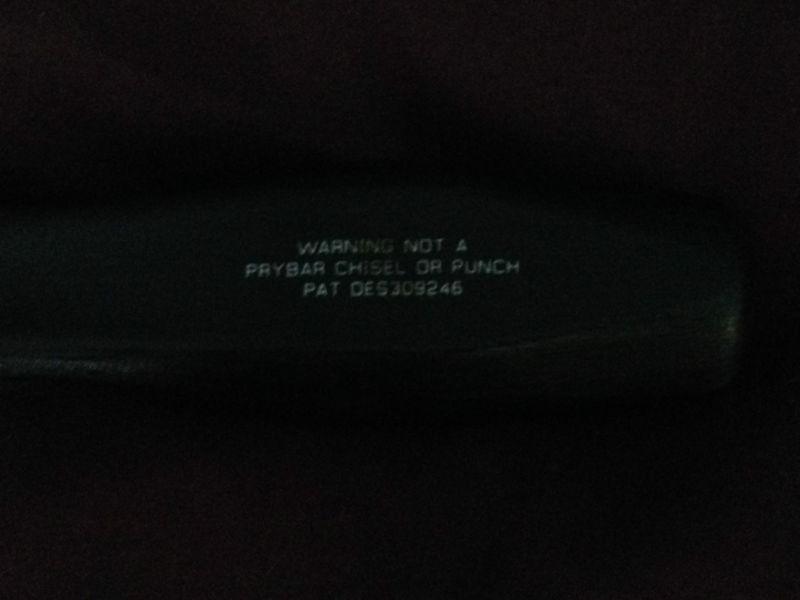 WARNING NOT A
PRYBAR CHISEL OR PUNCH
PAT DES309246